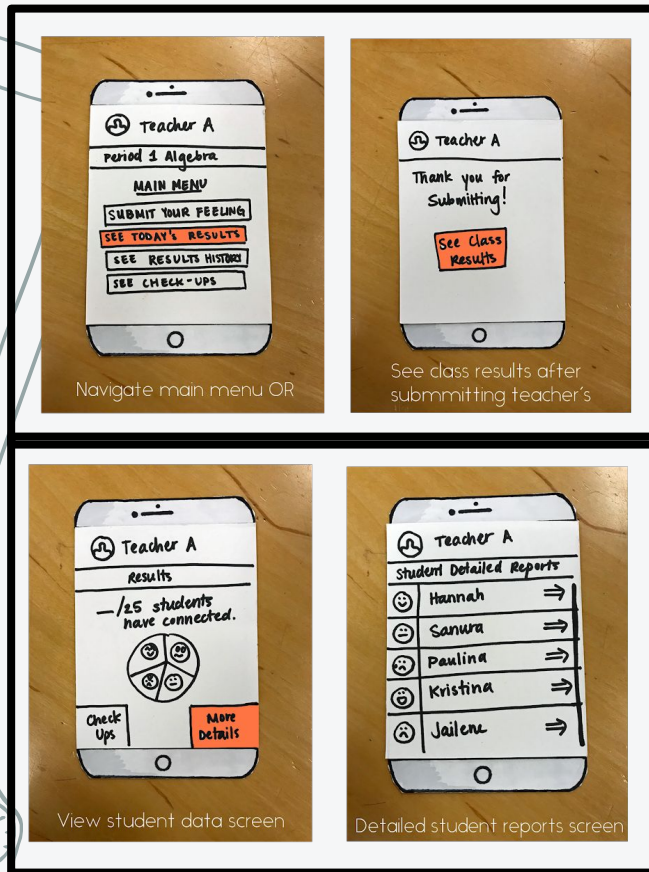 Teacher A
Period 1 Algebra
MAIN MENU
SUBMIT YOUR FEELING
SEE TODAY'S RESULTS
SEE RESULTS HISTORY
SEE CHECK-UPS
Navigate main menu OR
Teacher A
Thank you for
Submitting!
See Class
Results
See class results after
submmitting teacher's
Teacher A
Results
—/25 students
have connected.
Check
Ups
More
Details
View student data screen
Teacher A
Student Detailed Reports
Hannah
Sanura
Paulina
Kristina
Jailene
Detailed student reports screen